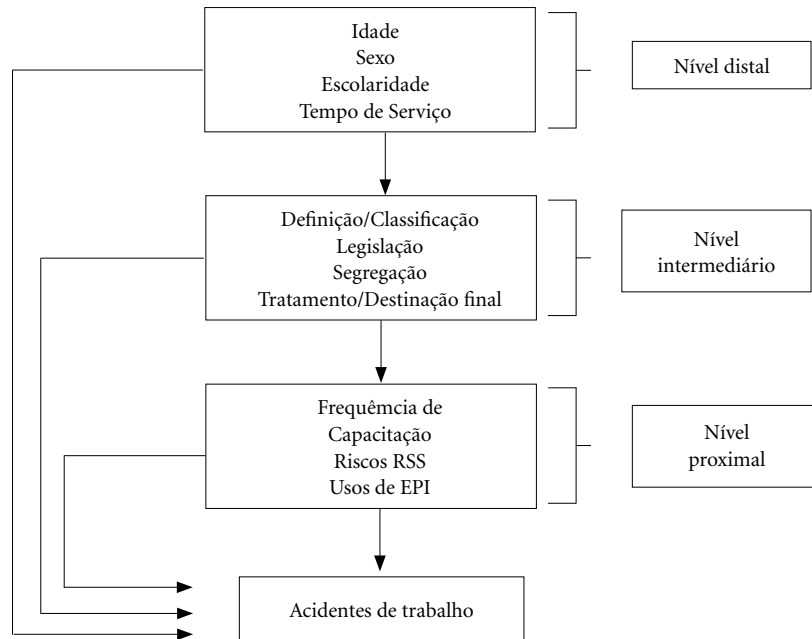 Idade
Sexo
Escolaridade
Tempo de Serviço
Nível distal
Definição/Classificação
Legislação
Segregação
Tratamento/Destinação final
Nível
intermediário
Frequêmcia de
Capacitação
Riscos RSS
Usos de EPI
Nível
proximal
Acidentes de trabalho